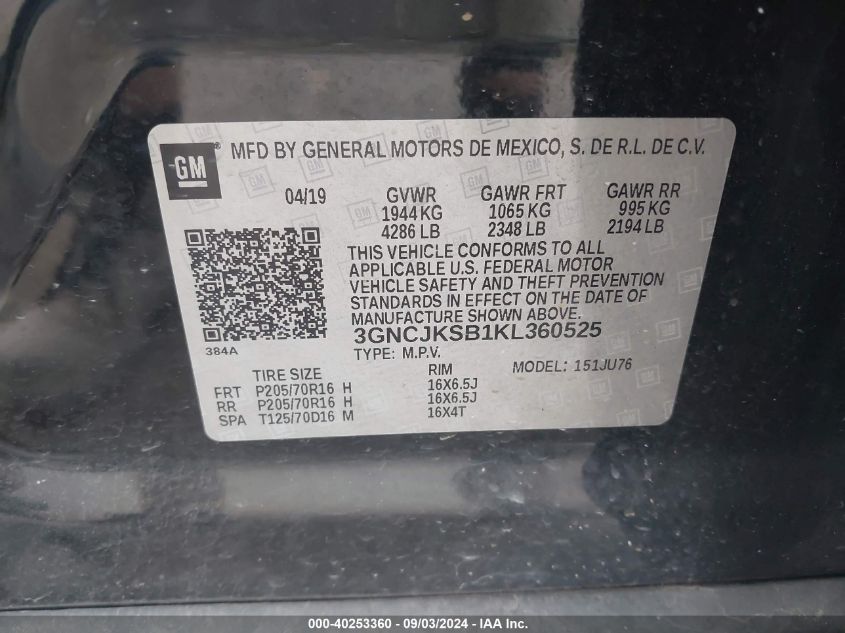 GM ® MFD BY GENERAL MOTORS DE MEXICO, S. DE R.L. DE C.V.
04/19 GVWR GAWR FRT GAWR RR
1944 KG 1065 KG 995 KG
4286 LB 2348 LB 2194 LB
THIS VEHICLE CONFORMS TO ALL
APPLICABLE U.S. FEDERAL MOTOR
VEHICLE SAFETY AND THEFT PREVENTION
STANDARDS IN EFFECT ON THE DATE OF
MANUFACTURE SHOWN ABOVE.
3GNCJKSB1KL360525
384A TYPE: M.P.V. MODEL: 151JU76
TIRE SIZE RIM
FRT P205/70R16 H 16X6.5J
RR P205/70R16 H 16X6.5J
SPA T125/70D16 M 16X4T
000-40253360 - 09/03/2024 - IAA Inc.